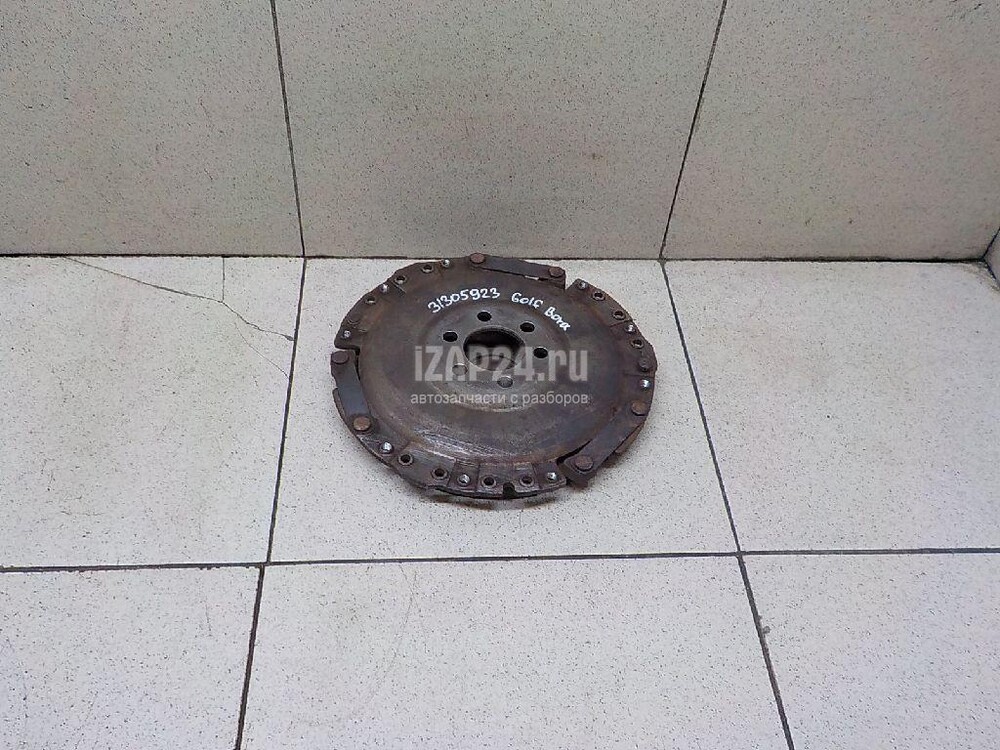 31305923 Golf Bora
iZAP24.ru
автозапчасти с разборов